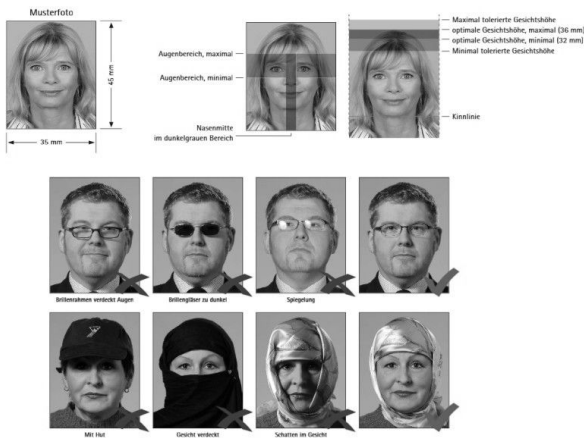 Musterfoto
45 mm
35 mm
Augenbereich, maximal
Augenbereich, minimal
Nasenmitte
im dunkelgrauen Bereich
Maximal tolerierte Gesichtshöhe
optimale Gesichtshöhe, maximal (36 mm)
optimale Gesichtshöhe, minimal (32 mm)
Minimal tolerierte Gesichtshöhe
Kinnlinie
Brillenrahmen verdeckt Augen
Brillengläser zu dunkel
Spiegelung
Mit Hut
Gesicht verdeckt
Schatten im Gesicht